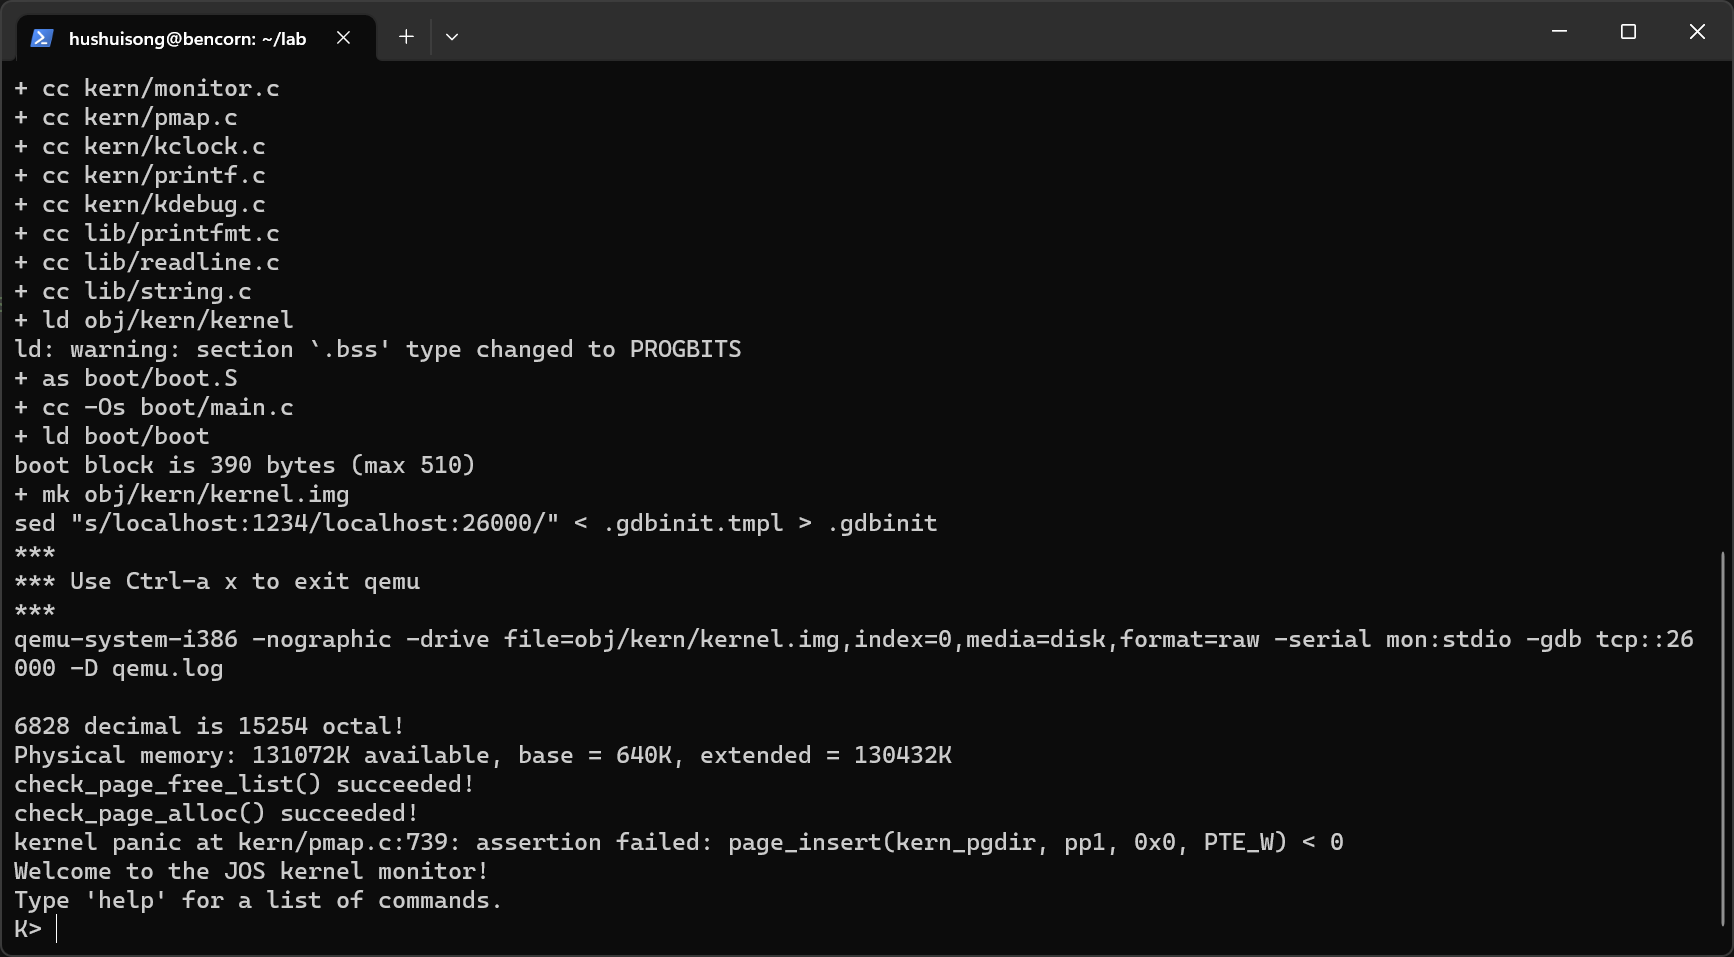 hushuisong@bencorn: ~/lab
+ cc kern/monitor.c
+ cc kern/pmap.c
+ cc kern/kclock.c
+ cc kern/printf.c
+ cc kern/kdebug.c
+ cc lib/printfmt.c
+ cc lib/readline.c
+ cc lib/string.c
+ ld obj/kern/kernel
ld: warning: section `.bss' type changed to PROGBITS
+ as boot/boot.S
+ cc -Os boot/main.c
+ ld boot/boot
boot block is 390 bytes (max 510)
+ mk obj/kern/kernel.img
sed "s/localhost:1234/localhost:26000/" < .gdbinit.tmpl > .gdbinit
***
*** Use Ctrl-a x to exit qemu
***
qemu-system-i386 -nographic -drive file=obj/kern/kernel.img,index=0,media=disk,format=raw -serial mon:stdio -gdb tcp::26
000 -D qemu.log
6828 decimal is 15254 octal!
Physical memory: 131072K available, base = 640K, extended = 130432K
check_page_free_list() succeeded!
check_page_alloc() succeeded!
kernel panic at kern/pmap.c:739: assertion failed: page_insert(kern_pgdir, pp1, 0x0, PTE_W) < 0
Welcome to the JOS kernel monitor!
Type 'help' for a list of commands.
K>